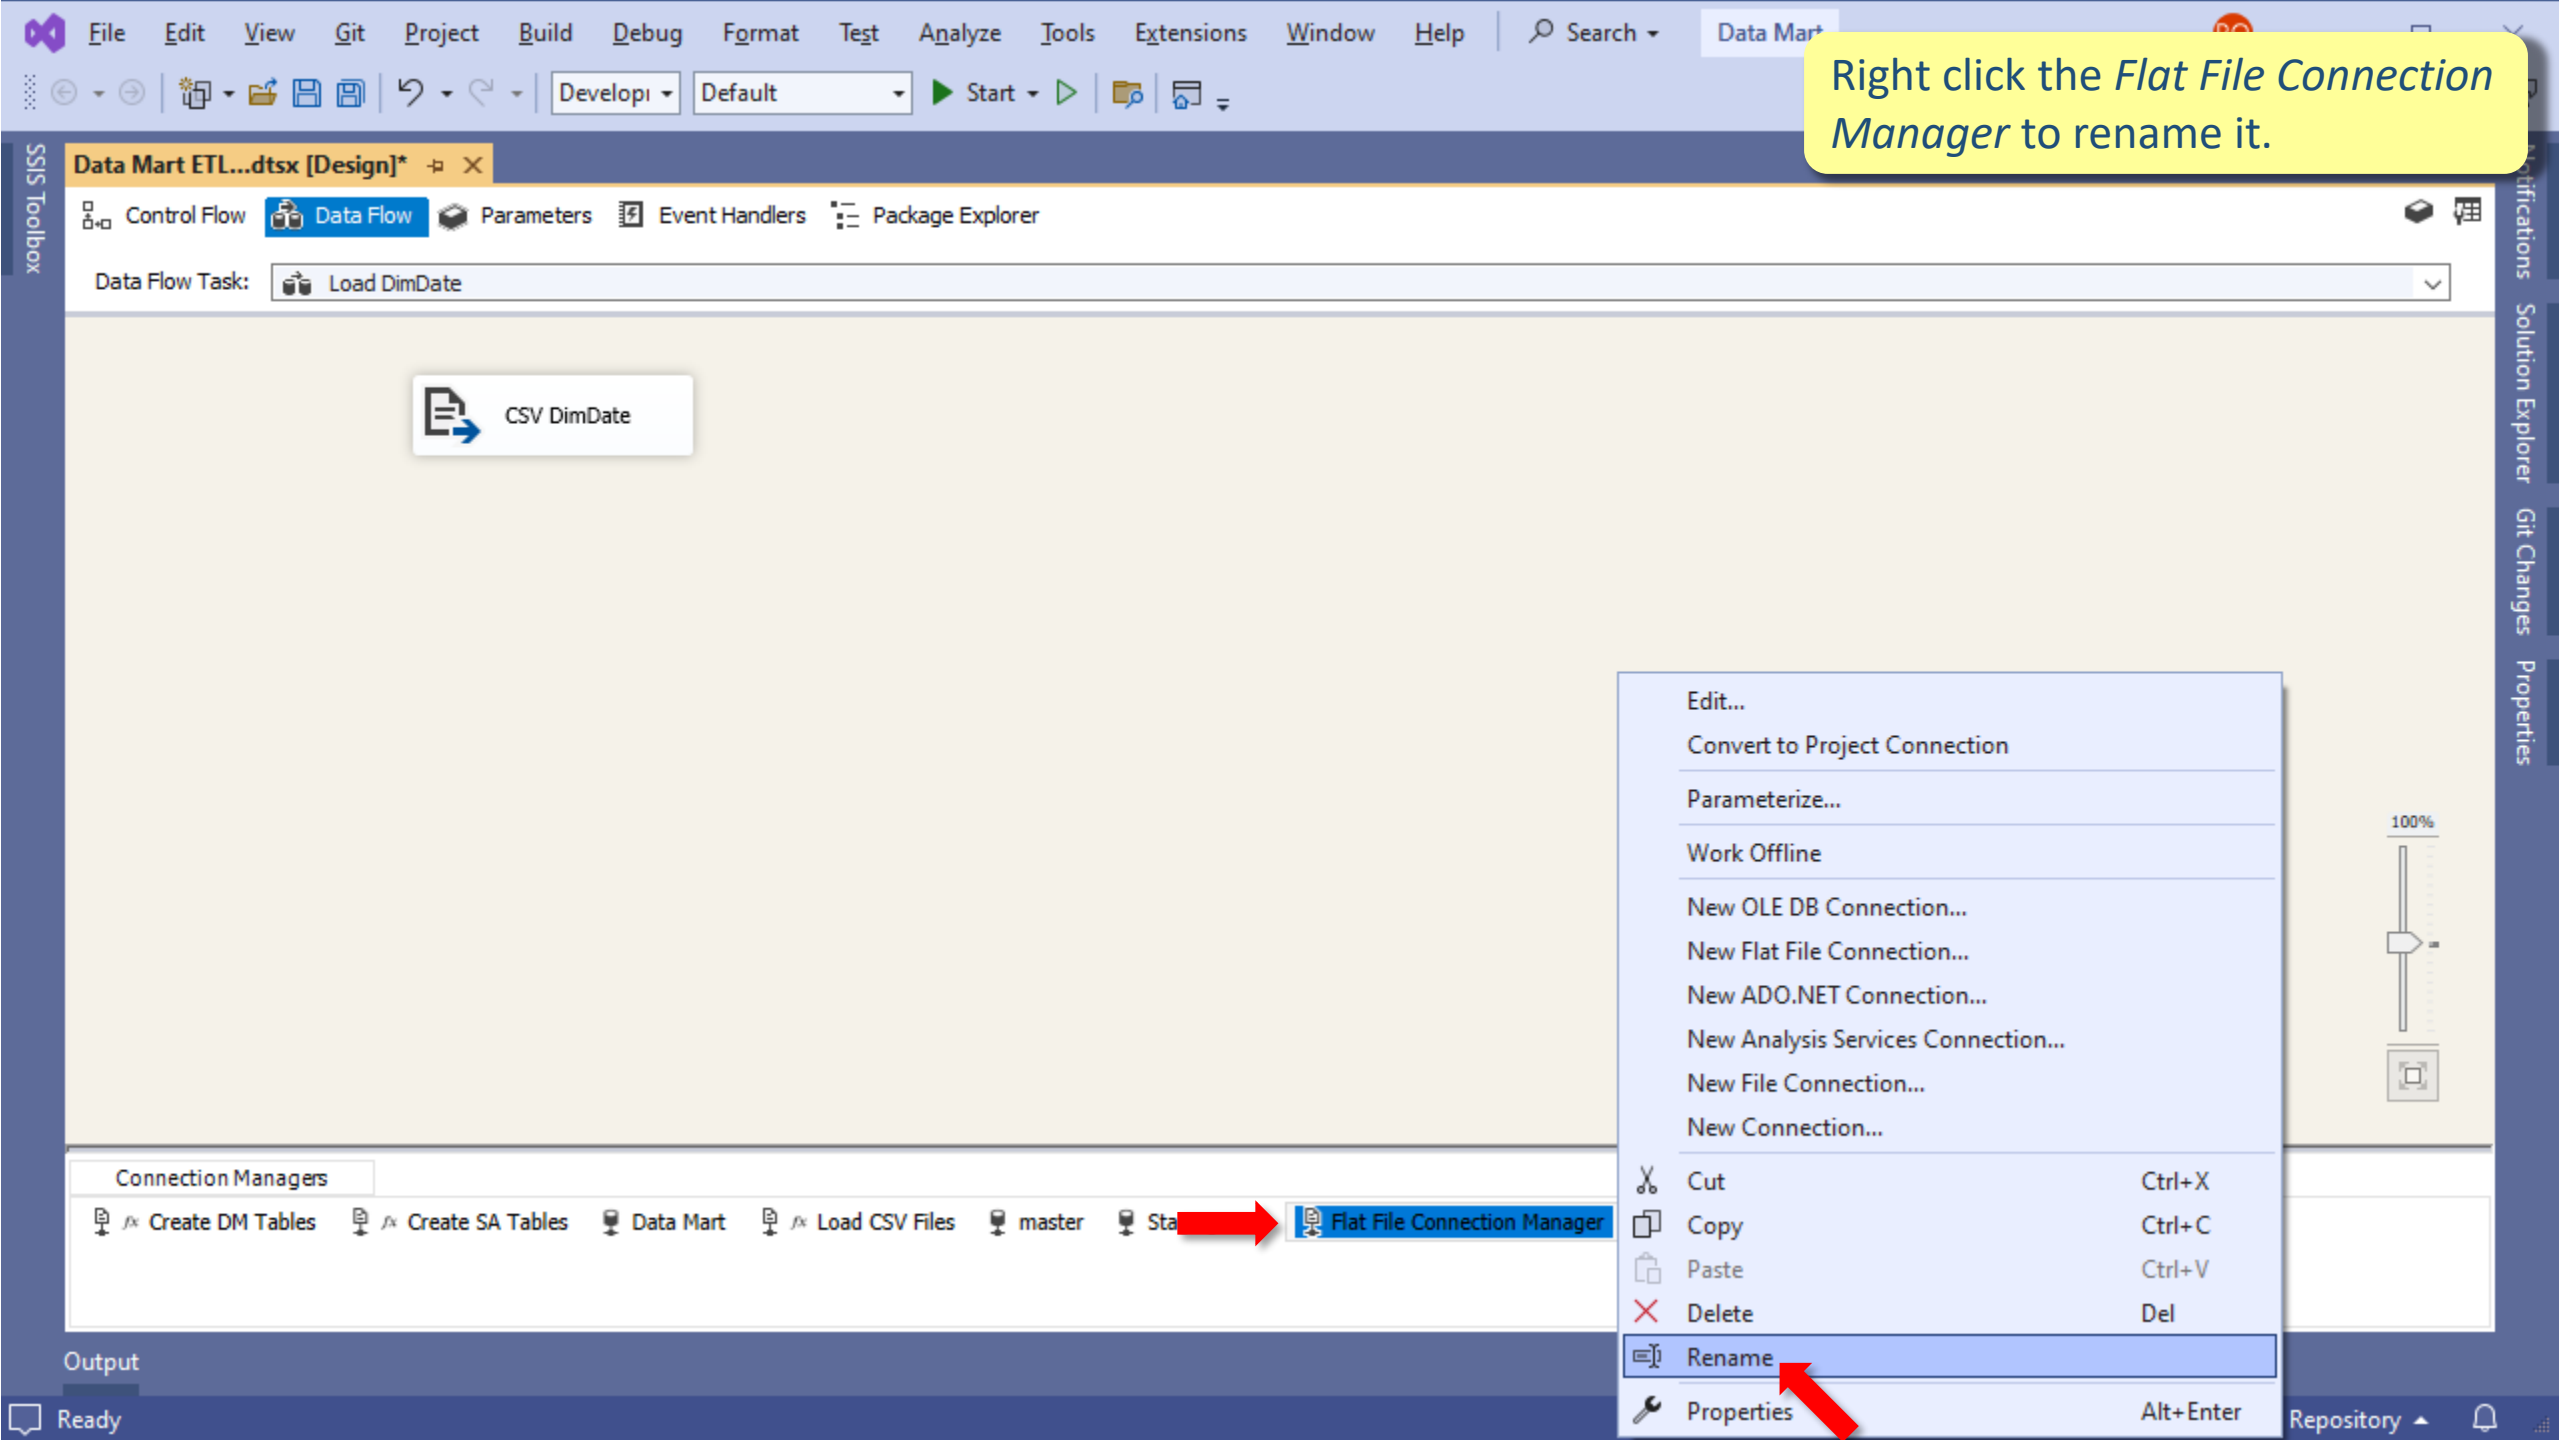 File Edit View Git Project Build Debug Format Test Analyze Tools Extensions Window Help Search Data Mart
Right click the Flat File Connection
Manager to rename it.
Default Start
Data Mart ETL...dtsx [Design]*
Control Flow Data Flow Parameters Event Handlers Package Explorer
Data Flow Task: Load DimDate
SSIS Toolbox
CSV DimDate
Notifications
Solution Explorer
Git Changes
Properties
Edit...
Convert to Project Connection
Parameterize...
Work Offline
New OLE DB Connection...
New Flat File Connection...
New ADO.NET Connection...
New Analysis Services Connection...
New File Connection...
New Connection...
Cut Ctrl+X
Copy Ctrl+C
Paste Ctrl+V
Delete Del
Rename
Properties Alt+Enter
100%
Connection Managers
Create DM Tables Create SA Tables Data Mart Load CSV Files master Flat File Connection Manager
Output
Ready
Repository